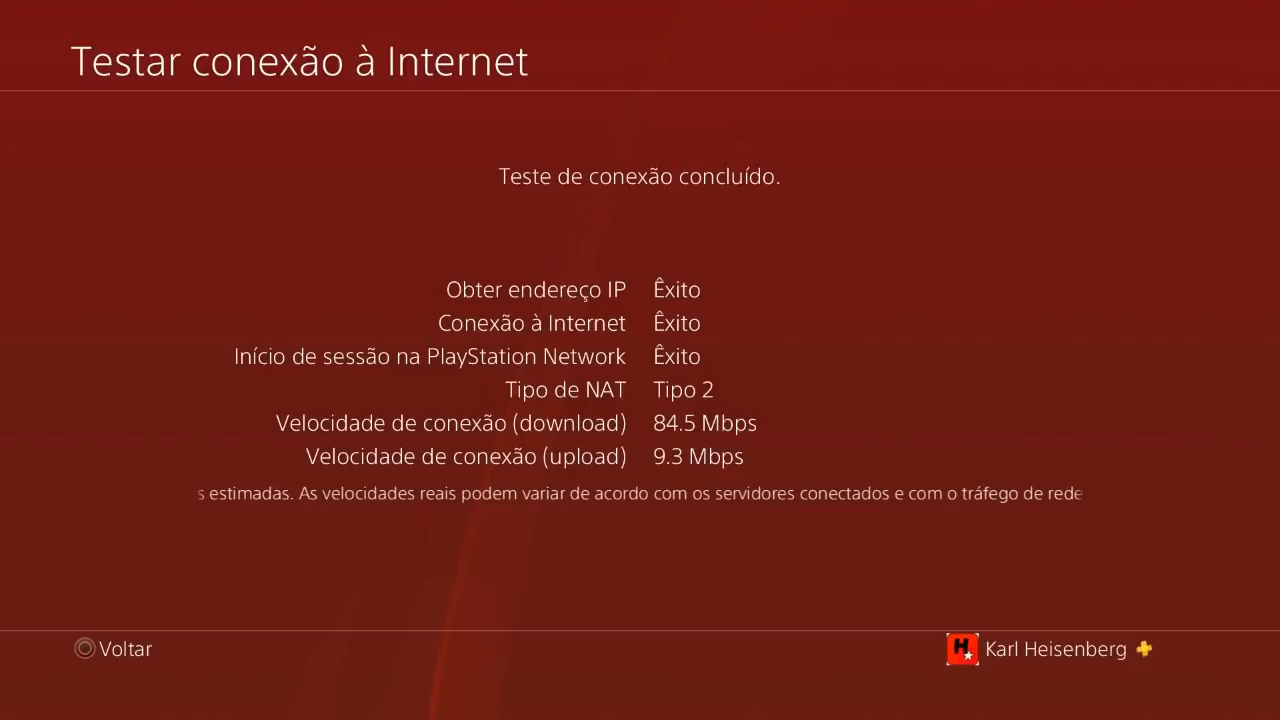 Testar conexão à Internet
Teste de conexão concluído.
Obter endereço IP Êxito
Conexão à Internet Êxito
Início de sessão na PlayStation Network Êxito
Tipo de NAT Tipo 2
Velocidade de conexão (download) 84.5 Mbps
Velocidade de conexão (upload) 9.3 Mbps
s estimadas. As velocidades reais podem variar de acordo com os servidores conectados e com o tráfego de rede
Voltar
H Karl Heisenberg